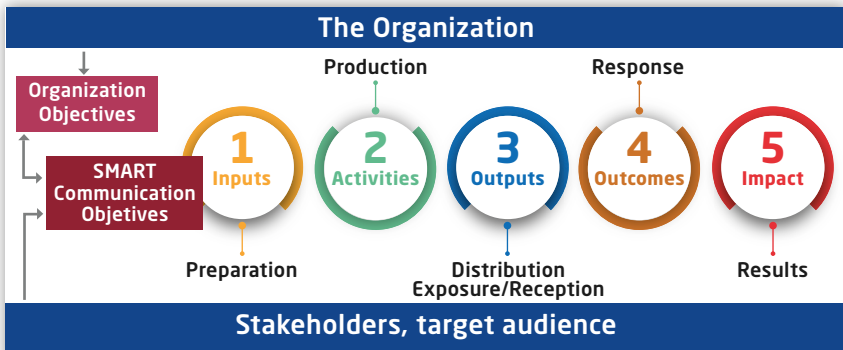 The Organization
Production
Response
Organization
Objectives
1
Inputs
2
Activities
3
Outputs
4
Outcomes
5
Impact
SMART
Communication
Objetives
Preparation
Distribution
Exposure/Reception
Results
Stakeholders, target audience